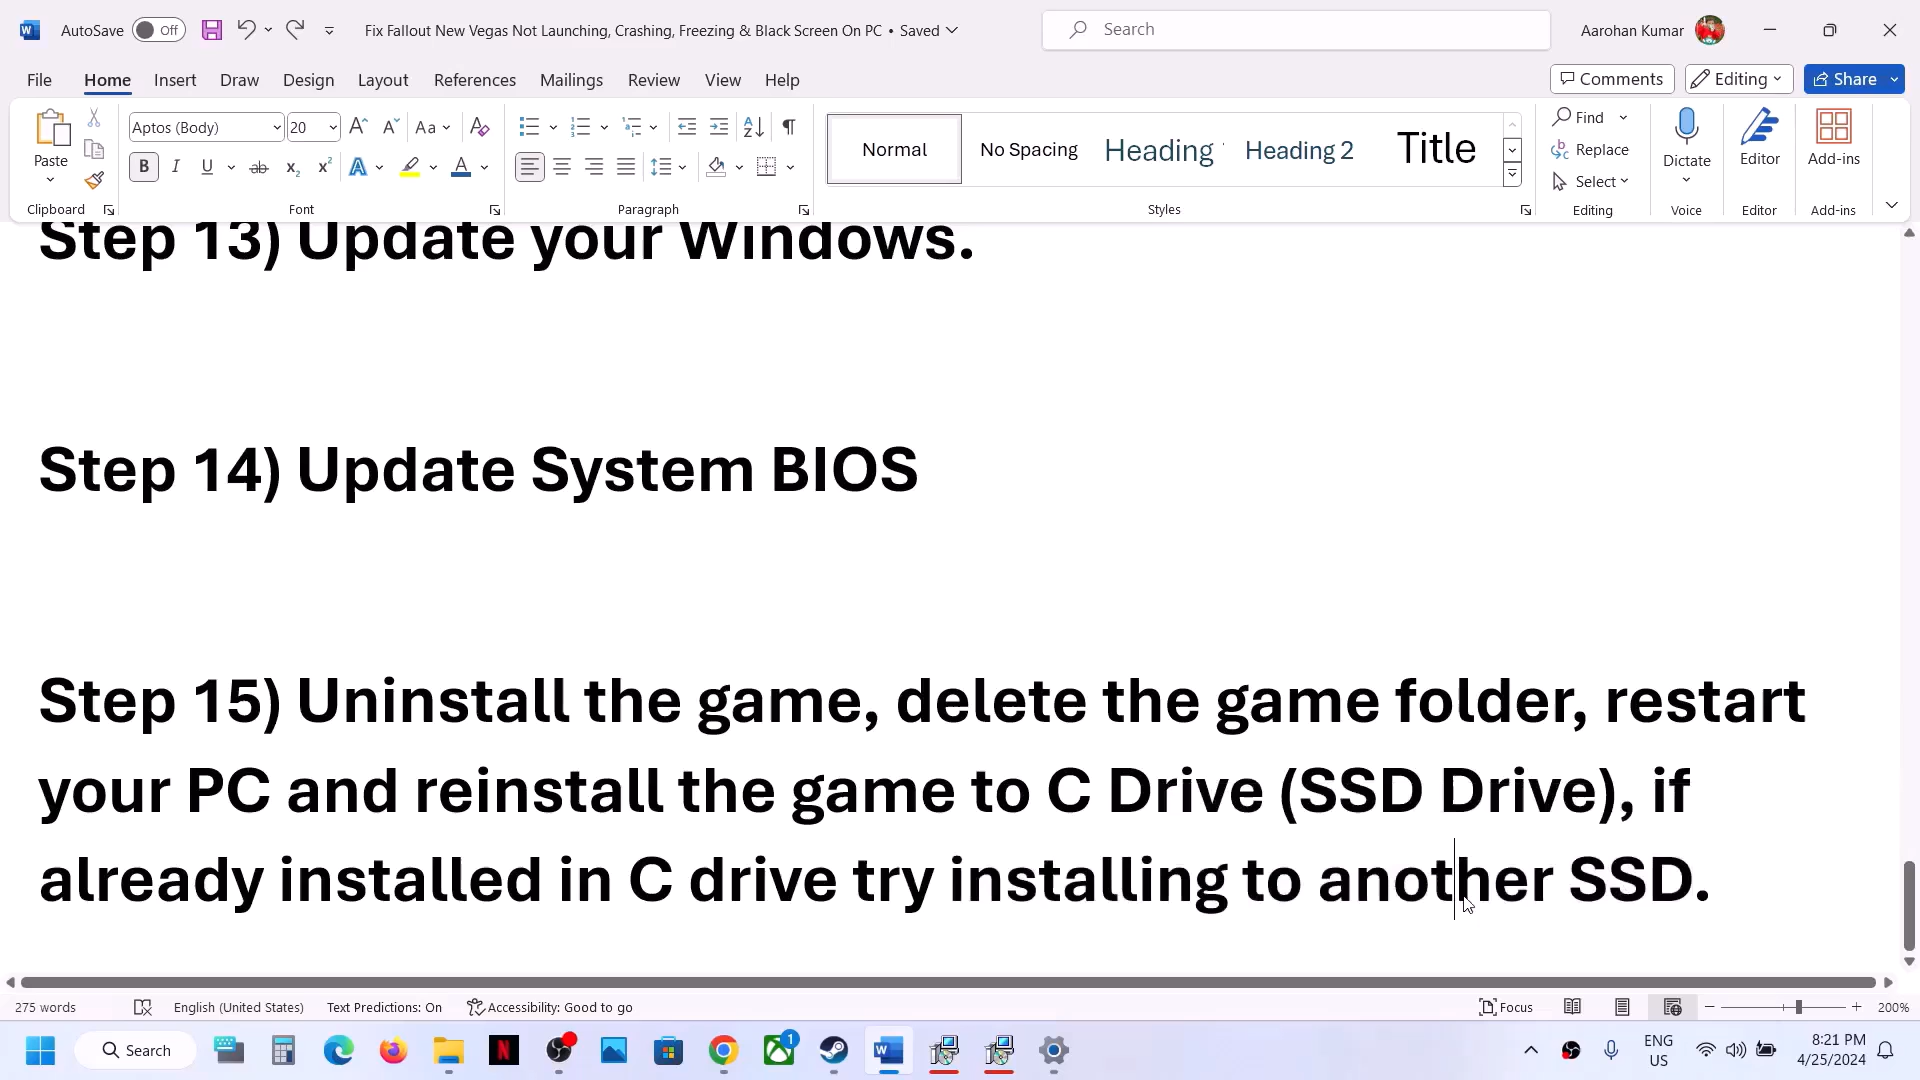 AutoSave Off Fix Fallout New Vegas Not Launching, Crashing, Freezing & Black Screen On PC • Saved Search Aarohan Kumar
File Home Insert Draw Design Layout References Mailings Review View Help Comments Editing Share
Paste Aptos (Body) 20 Aa Normal No Spacing Heading Heading 2 Title Find Replace Select Dictate Editor Add-ins
Clipboard Font Paragraph Styles Editing Voice Editor Add-ins
Step 13) Update your Windows.
Step 14) Update System BIOS
Step 15) Uninstall the game, delete the game folder, restart
your PC and reinstall the game to C Drive (SSD Drive), if
already installed in C drive try installing to another SSD.
275 words English (United States) Text Predictions: On Accessibility: Good to go Focus 200%
Search ENG US 8:21 PM 4/25/2024